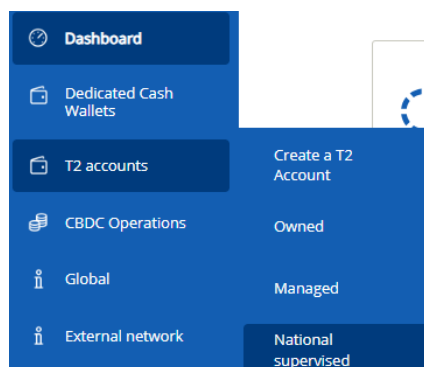 Dashboard
Dedicated Cash
Wallets
T2 accounts
CBDC Operations
Global
External network
Create a T2
Account
Owned
Managed
National
supervised